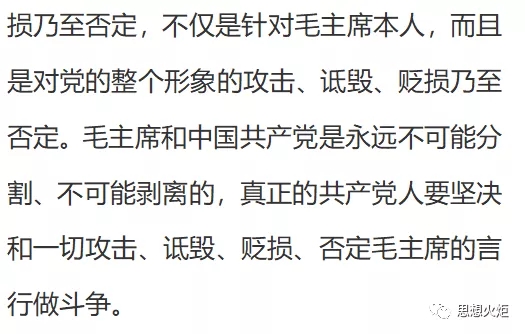 损乃至否定，不仅是针对毛主席本人，而且
是对党的整个形象的攻击、诋毁、贬损乃至
否定。毛主席和中国共产党是永远不可能分
割、不可能剥离的，真正的共产党人要坚决
和一切攻击、诋毁、贬损、否定毛主席的言
行做斗争。
思想火炬